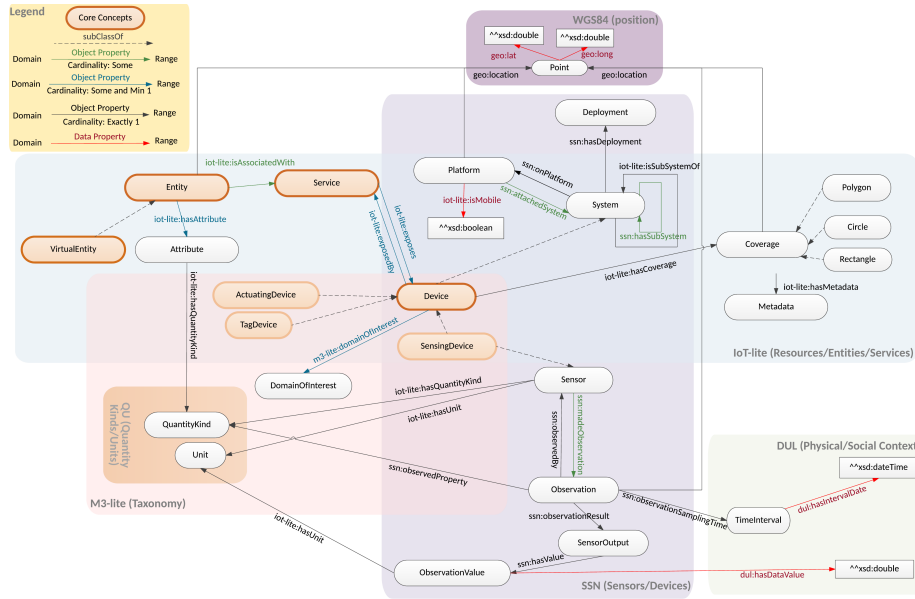 Legend
Core Concepts
subClassOf
Object Property
Domain
Range
Cardinality: Some
Object Property
Domain
Range
Cardinality: Some and Min 1
Object Property
Domain
Range
Cardinality: Exactly 1
Data Property
Domain
Range
WGS84 (position)
^^xsd:double
^^xsd:double
geo:lat
geo:long
Point
geo:location
geo:location
Deployment
ssn:hasDeployment
iot-lite:isAssociatedWith
Platform
ssn:onPlatform
iot-lite:isSubSystemOf
Entity
Service
Polygon
iot-lite:isMobile
ssn:attachedSystem
System
iot-lite:hasAttribute
^^xsd:boolean
Circle
ssn:hasSubSystem
VirtualEntity
Attribute
iot-lite:exposedBy
iot-lite:exposes
Coverage
Rectangle
iot-lite:hasCoverage
iot-lite:hasQuantityKind
iot-lite:hasMetadata
ActuatingDevice
Device
Metadata
TagDevice
m3-lite:domainOfInterest
SensingDevice
IoT-lite (Resources/Entities/Services)
DomainOfInterest
Sensor
iot-lite:hasQuantityKind
iot-lite:hasUnit
QU (Quantity
Kinds/Units)
QuantityKind
Unit
ssn:observedBy
ssn:madeObservation
DUL (Physical/Social Context
^^xsd:dateTime
ssn:observedProperty
Observation
ssn:observationSamplingTime
dul:hasIntervalDate
M3-lite (Taxonomy)
ssn:observationResult
TimeInterval
iot-lite:hasUnit
SensorOutput
ssn:hasValue
ObservationValue
dul:hasDataValue
^^xsd:double
SSN (Sensors/Devices)